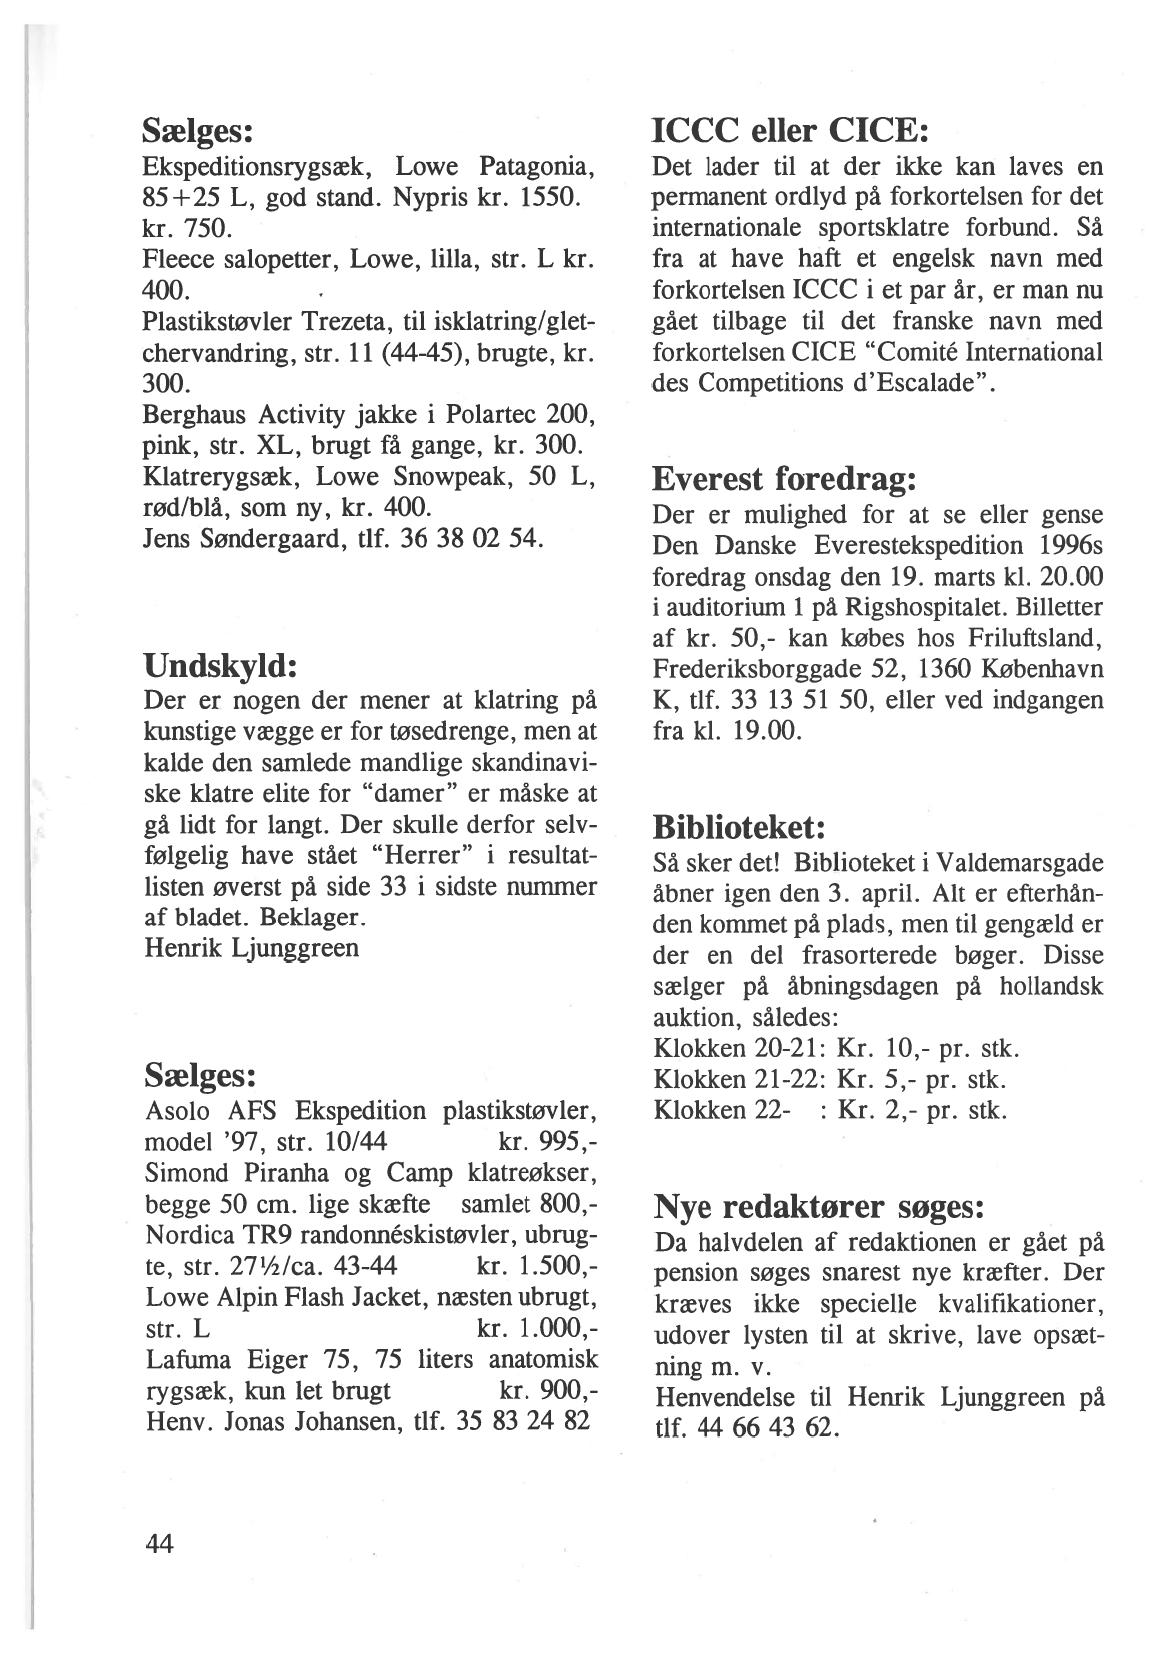 Sælges:
Ekspeditionsrygsæk, Lowe Patagonia,
85+25 L, god stand. Nypris kr. 1550.
kr. 750.
Fleece salopetter, Lowe, lilla, str. L kr.
400.
Plastikstøvler Trezeta, til isklatring/glet-
chervandring, str. 11 (44-45), brugte, kr.
300.
Berghaus Activity jakke i Polartec 200,
pink, str. XL, brugt få gange, kr. 300.
Klatrerygsæk, Lowe Snowpeak, 50 L,
rød/blå, som ny, kr. 400.
Jens Søndergaard, tlf. 36 38 02 54.
Undskyld:
Der er nogen der mener at klatring på
kunstige vægge er for tøsedrenge, men at
kalde den samlede mandlige skandinavi-
ske klatre elite for “damer” er måske at
gå lidt for langt. Der skulle derfor selv-
følgelig have stået “Herrer” i resultat-
listen øverst på side 33 i sidste nummer
af bladet. Beklager.
Henrik Ljunggreen
Sælges:
Asolo AFS Ekspedition plastikstøvler,
model ’97, str. 10/44 kr. 995,-
Simond Piranha og Camp klatreøkser,
begge 50 cm. lige skæfte samlet 800,-
Nordica TR9 randonnéskistøvler, ubrug-
te, str. 27½/ca. 43-44 kr. 1.500,-
Lowe Alpin Flash Jacket, næsten ubrugt,
str. L kr. 1.000,-
Lafuma Eiger 75, 75 liters anatomisk
rygsæk, kun let brugt kr. 900,-
Henv. Jonas Johansen, tlf. 35 83 24 82
ICCC eller CICE:
Det lader til at der ikke kan laves en
permanent ordlyd på forkortelsen for det
internationale sportsklatre forbund. Så
fra at have haft et engelsk navn med
forkortelsen ICCC i et par år, er man nu
gået tilbage til det franske navn med
forkortelsen CICE “Comité International
des Competitions d’Escalade”.
Everest foredrag:
Der er mulighed for at se eller gense
Den Danske Everestekspedition 1996s
foredrag onsdag den 19. marts kl. 20.00
i auditorium 1 på Rigshospitalet. Billetter
af kr. 50,- kan købes hos Friluftsland,
Frederiksborggade 52, 1360 København
K, tlf. 33 13 51 50, eller ved indgangen
fra kl. 19.00.
Biblioteket:
Så sker det! Biblioteket i Valdemarsgade
åbner igen den 3. april. Alt er efterhån-
den kommet på plads, men til gengæld er
der en del frasorterede bøger. Disse
sælger på åbningsdagen på hollandsk
auktion, således:
Klokken 20-21: Kr. 10,- pr. stk.
Klokken 21-22: Kr. 5,- pr. stk.
Klokken 22- : Kr. 2,- pr. stk.
Nye redaktører søges:
Da halvdelen af redaktionen er gået på
pension søges snarest nye kræfter. Der
kræves ikke specielle kvalifikationer,
udover lysten til at skrive, lave opsæt-
ning m. v.
Henvendelse til Henrik Ljunggreen på
tlf. 44 66 43 62.
44